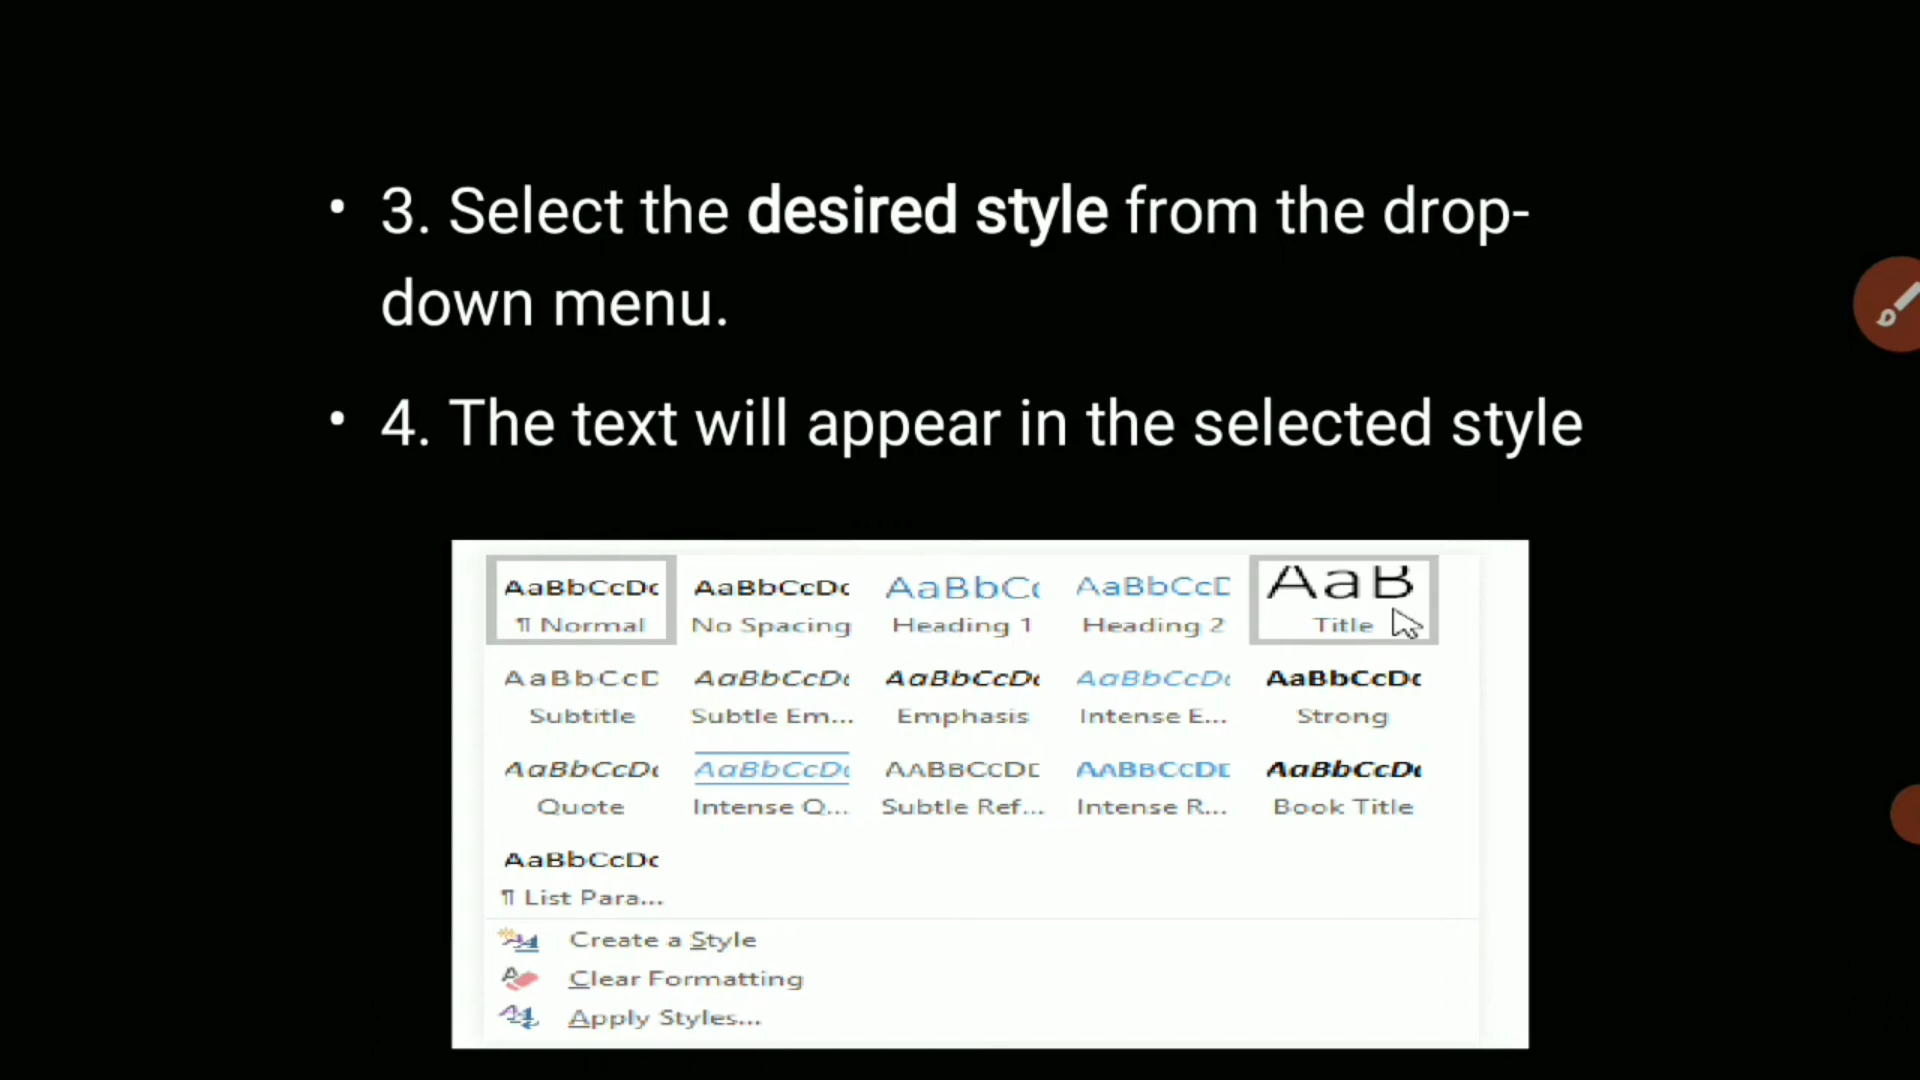 • 3. Select the desired style from the drop-
down menu.
• 4. The text will appear in the selected style
AaBbCcDc AaBbCcDc AaBbCc AaBbCcD AaB
¶ Normal No Spacing Heading 1 Heading 2 Title
AaBbCcD AaBbCcDc AaBbCcDc AaBbCcDc AaBbCcDc
Subtitle Subtle Em... Emphasis Intense E... Strong
AaBbCcDc AaBbCcDc AABBCCDD AABBCCDD AaBbCcDc
Quote Intense Q... Subtle Ref... Intense R... Book Title
AaBbCcDc
¶ List Para...
Create a Style
Clear Formatting
Apply Styles...